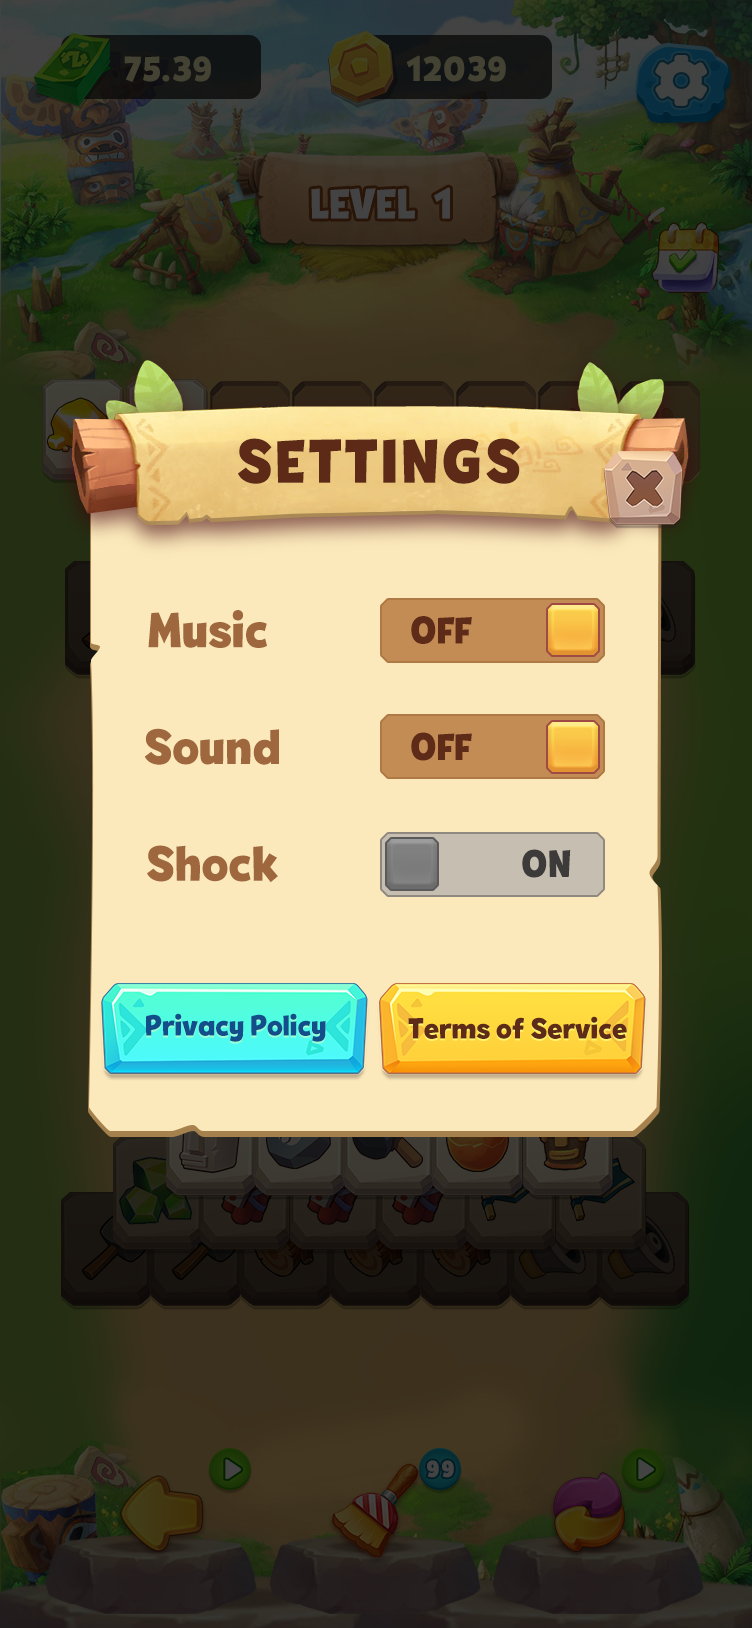 75.39
12039
LEVEL 1
SETTINGS
Music OFF
Sound OFF
Shock ON
Privacy Policy
Terms of Service
99